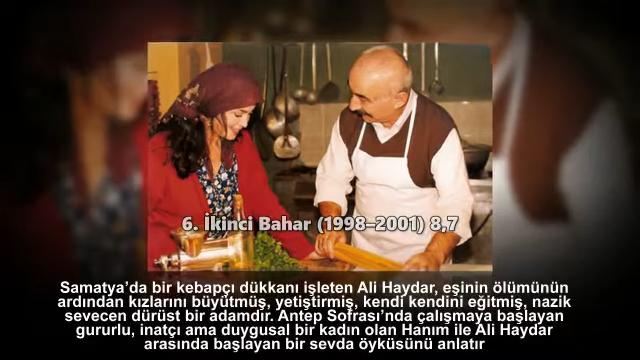 6. İkinci Bahar (1998–2001) 8,7
Samatya'da bir kebapçı dükkanı işleten Ali Haydar, eşinin ölümünün
ardından kızlarını büyütmüş, yetiştirmiş, kendi kendini eğitmiş, nazik
sevecen dürüst bir adamdır. Antep Sofrası'nda çalışmaya başlayan
gururlu, inatçı ama duygusal bir kadın olan Hanım ile Ali Haydar
arasında başlayan bir sevda öyküsünü anlatır